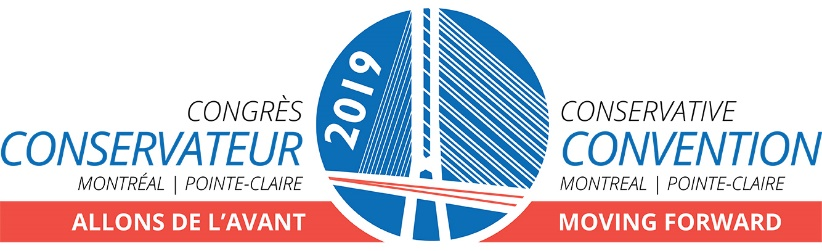 CONGRÈS
CONSERVATEUR
MONTRÉAL | POINTE-CLAIRE
ALLONS DE L'AVANT
2019
CONSERVATIVE
CONVENTION
MONTREAL | POINTE-CLAIRE
MOVING FORWARD